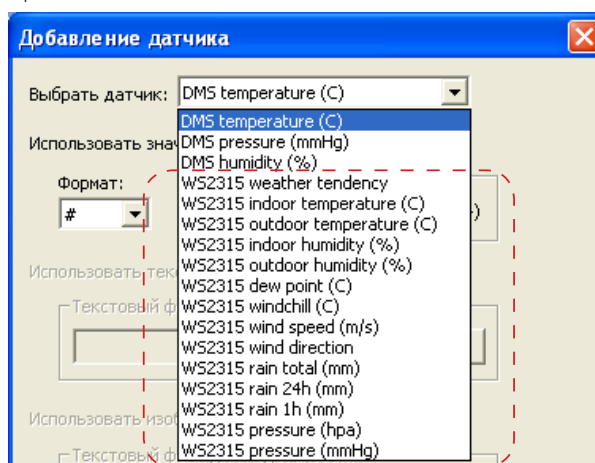 Добавление датчика
Выбрать датчик: DMS temperature (C)
DMS temperature (C)
DMS pressure (mmHg)
Использовать
DMS humidity (%)
Формат:
WS2315 weather tendency
#
WS2315 indoor temperature (C)
WS2315 outdoor temperature (C)
WS2315 indoor humidity (%)
WS2315 outdoor humidity (%)
Использовать
WS2315 dew point (C)
Текстовый
WS2315 windchill (C)
WS2315 wind speed (m/s)
WS2315 wind direction
WS2315 rain total (mm)
WS2315 rain 24h (mm)
Использовать
WS2315 rain 1h (mm)
WS2315 pressure (hpa)
Текстовый
WS2315 pressure (mmHg)